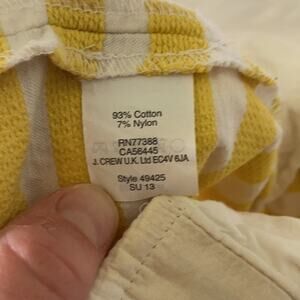 93% Cotton
7% Nylon
RN77388
CA56445
J. CREW U.K. Ltd EC4V 6JA
Style 49425
SU 13